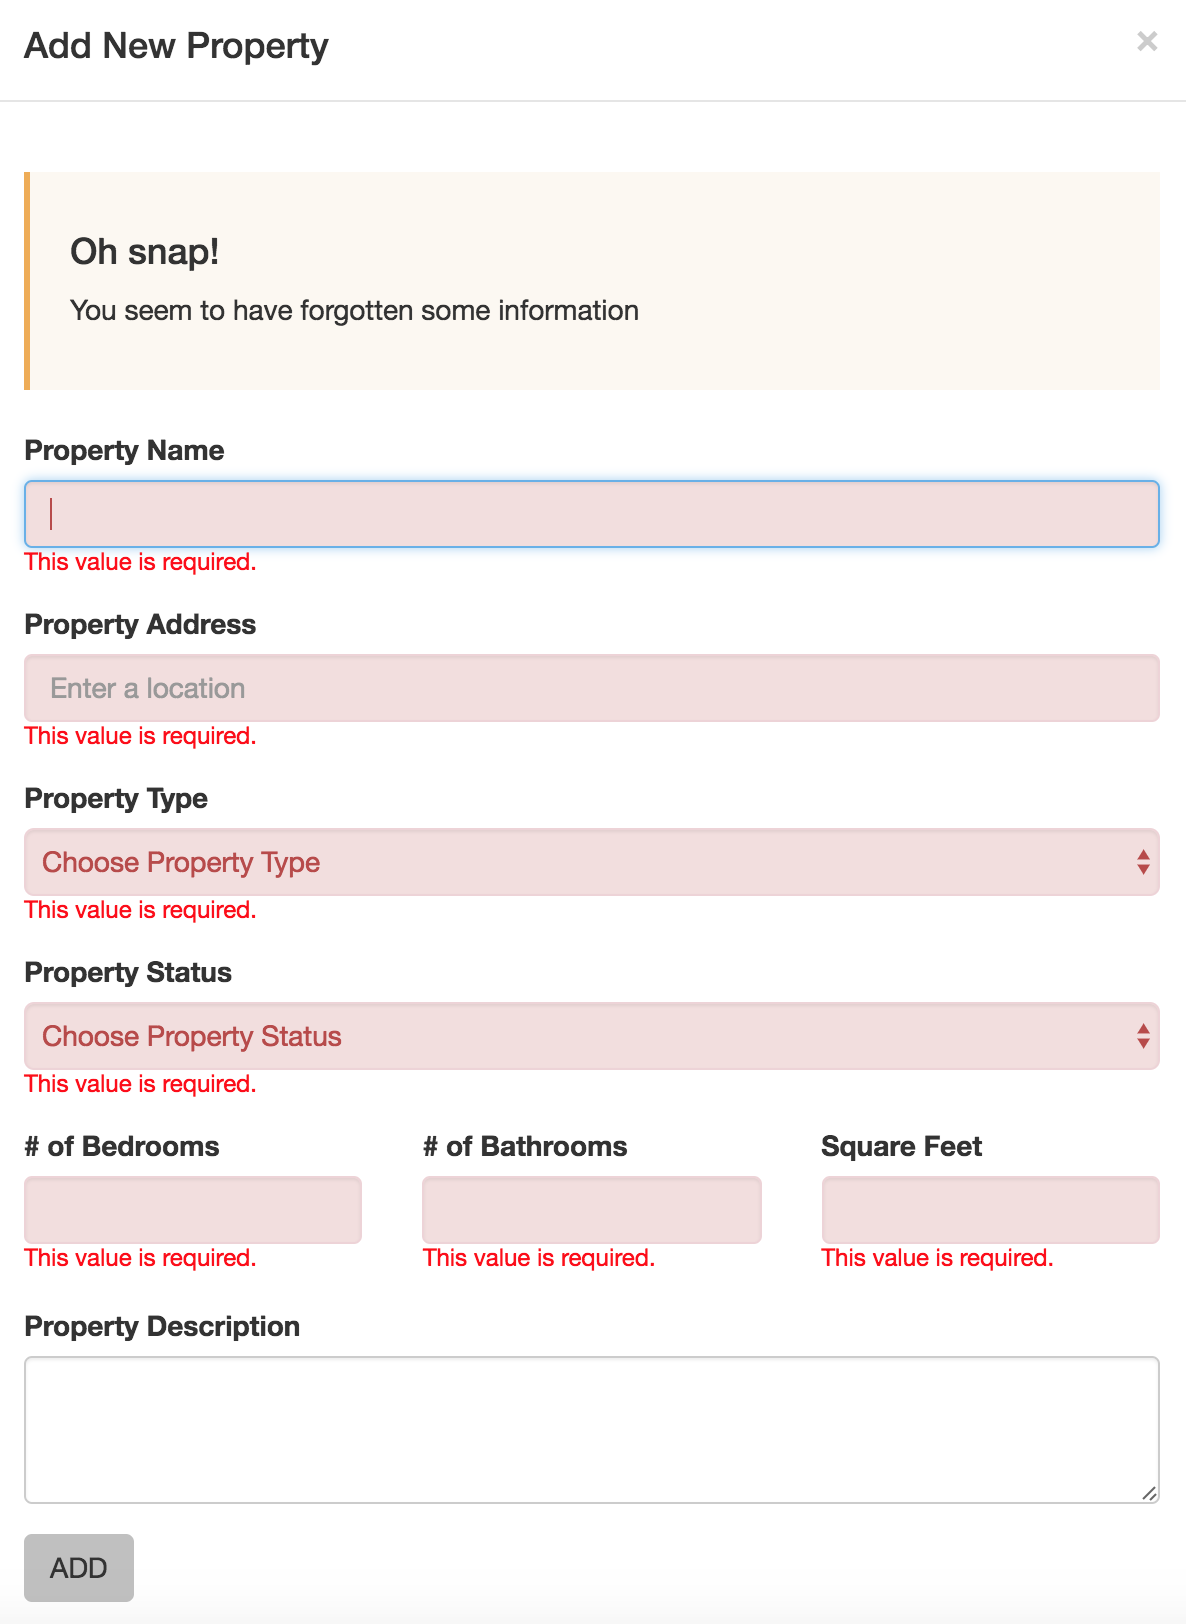 Add New Property ×
Oh snap!
You seem to have forgotten some information
Property Name
This value is required.
Property Address
Enter a location
This value is required.
Property Type
Choose Property Type
This value is required.
Property Status
Choose Property Status
This value is required.
# of Bedrooms # of Bathrooms Square Feet
This value is required. This value is required. This value is required.
Property Description
ADD